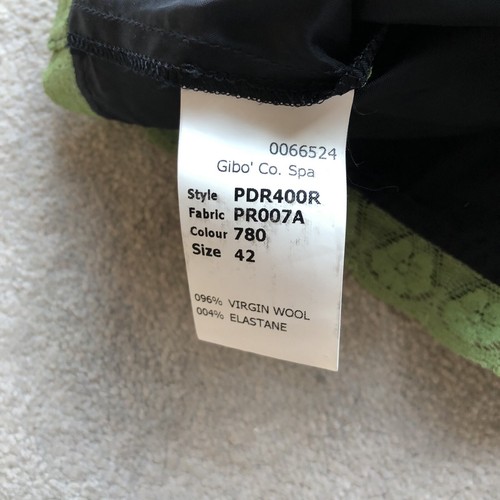 0066524
Gibo' Co. Spa
Style PDR400R
Fabric PR007A
Colour 780
Size 42
096% VIRGIN WOOL
004% ELASTANE